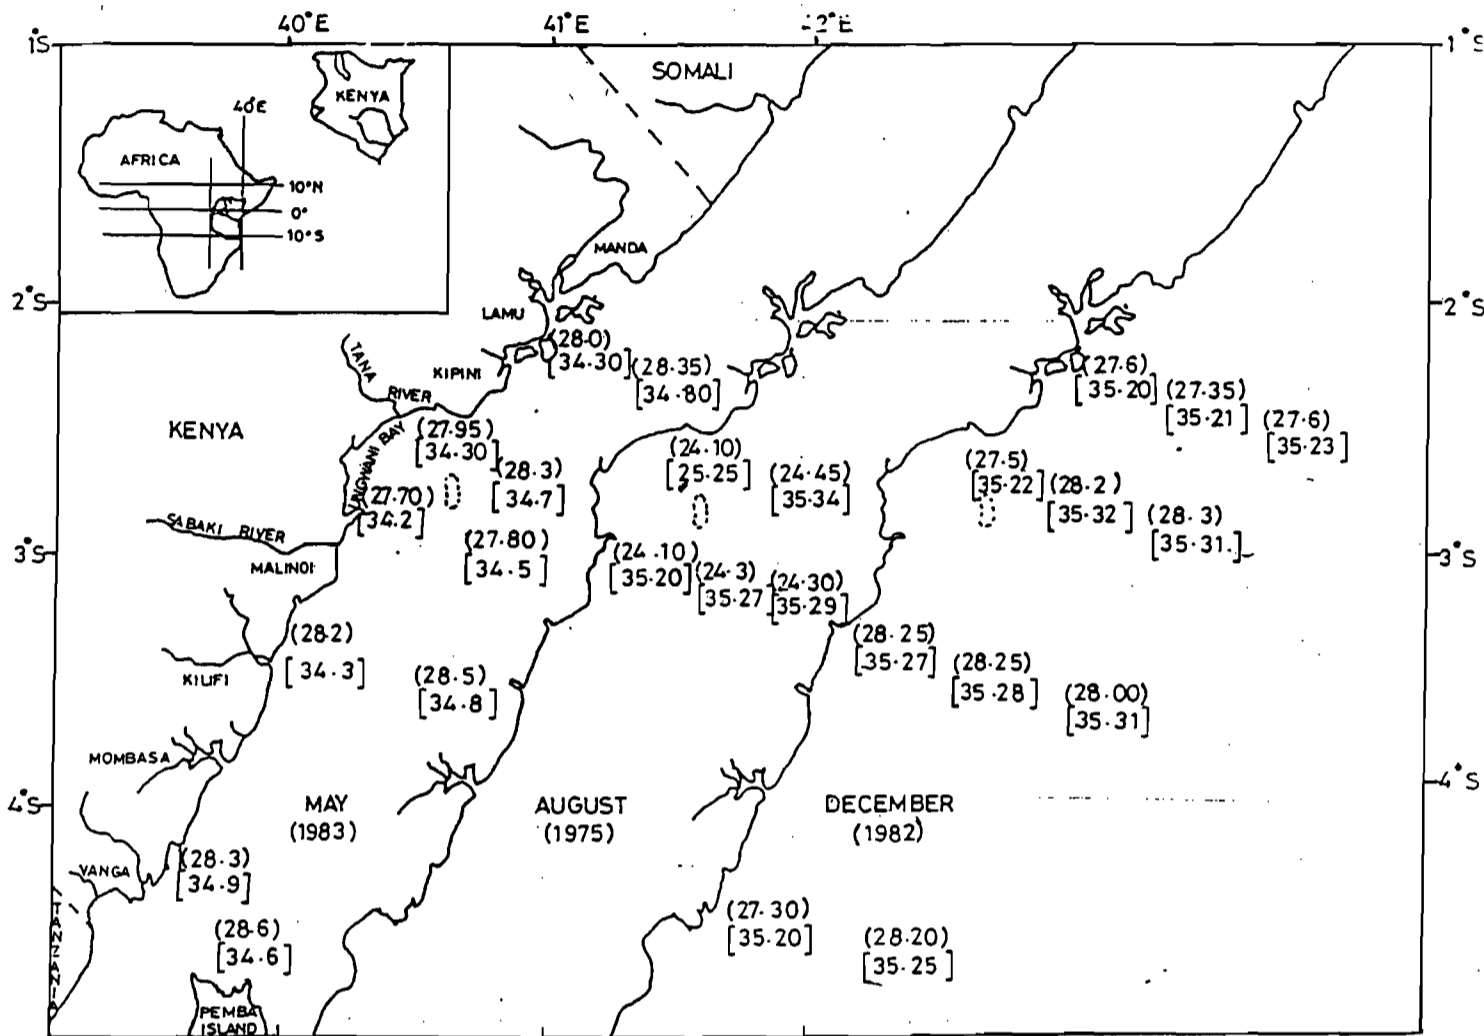 40°E 41°E 42°E
1°S 1°S
SOMALI
KENYA
40°E
AFRICA
10°N
0°
10°S
MANDA
2°S 2°S
LAMU
(28.0)
[34.30]
(28.35)
[34.80]
(27.6)
[35.20]
(27.35)
[35.21]
(27.6)
[35.23]
TANA
RIVER
KIPINI
KENYA
BAY
(27.95)
[34.30]
(28.3)
[34.7]
(27.70)
[34.2]
(24.10)
[25.25]
(24.45)
[35.34]
(27.5)
[35.22]
(28.2)
[35.32]
(28.3)
[35.31.]
SABAKI RIVER
3°S 3°S
MALINDI
(27.80)
[34.5]
(24.10)
[35.20]
(24.3)
[35.27]
(24.30)
[35.29]
(28.2)
[34.3]
KILIFI
(28.5)
[34.8]
(28.25)
[35.27]
(28.25)
[35.28]
(28.00)
[35.31]
MOMBASA
4°S 4°S
MAY
(1983)
AUGUST
(1975)
DECEMBER
(1982)
VANGA
(28.3)
[34.9]
(28.6)
[34.6]
(27.30)
[35.20]
(28.20)
[35.25]
TANZANIA
PEMBA
ISLAND